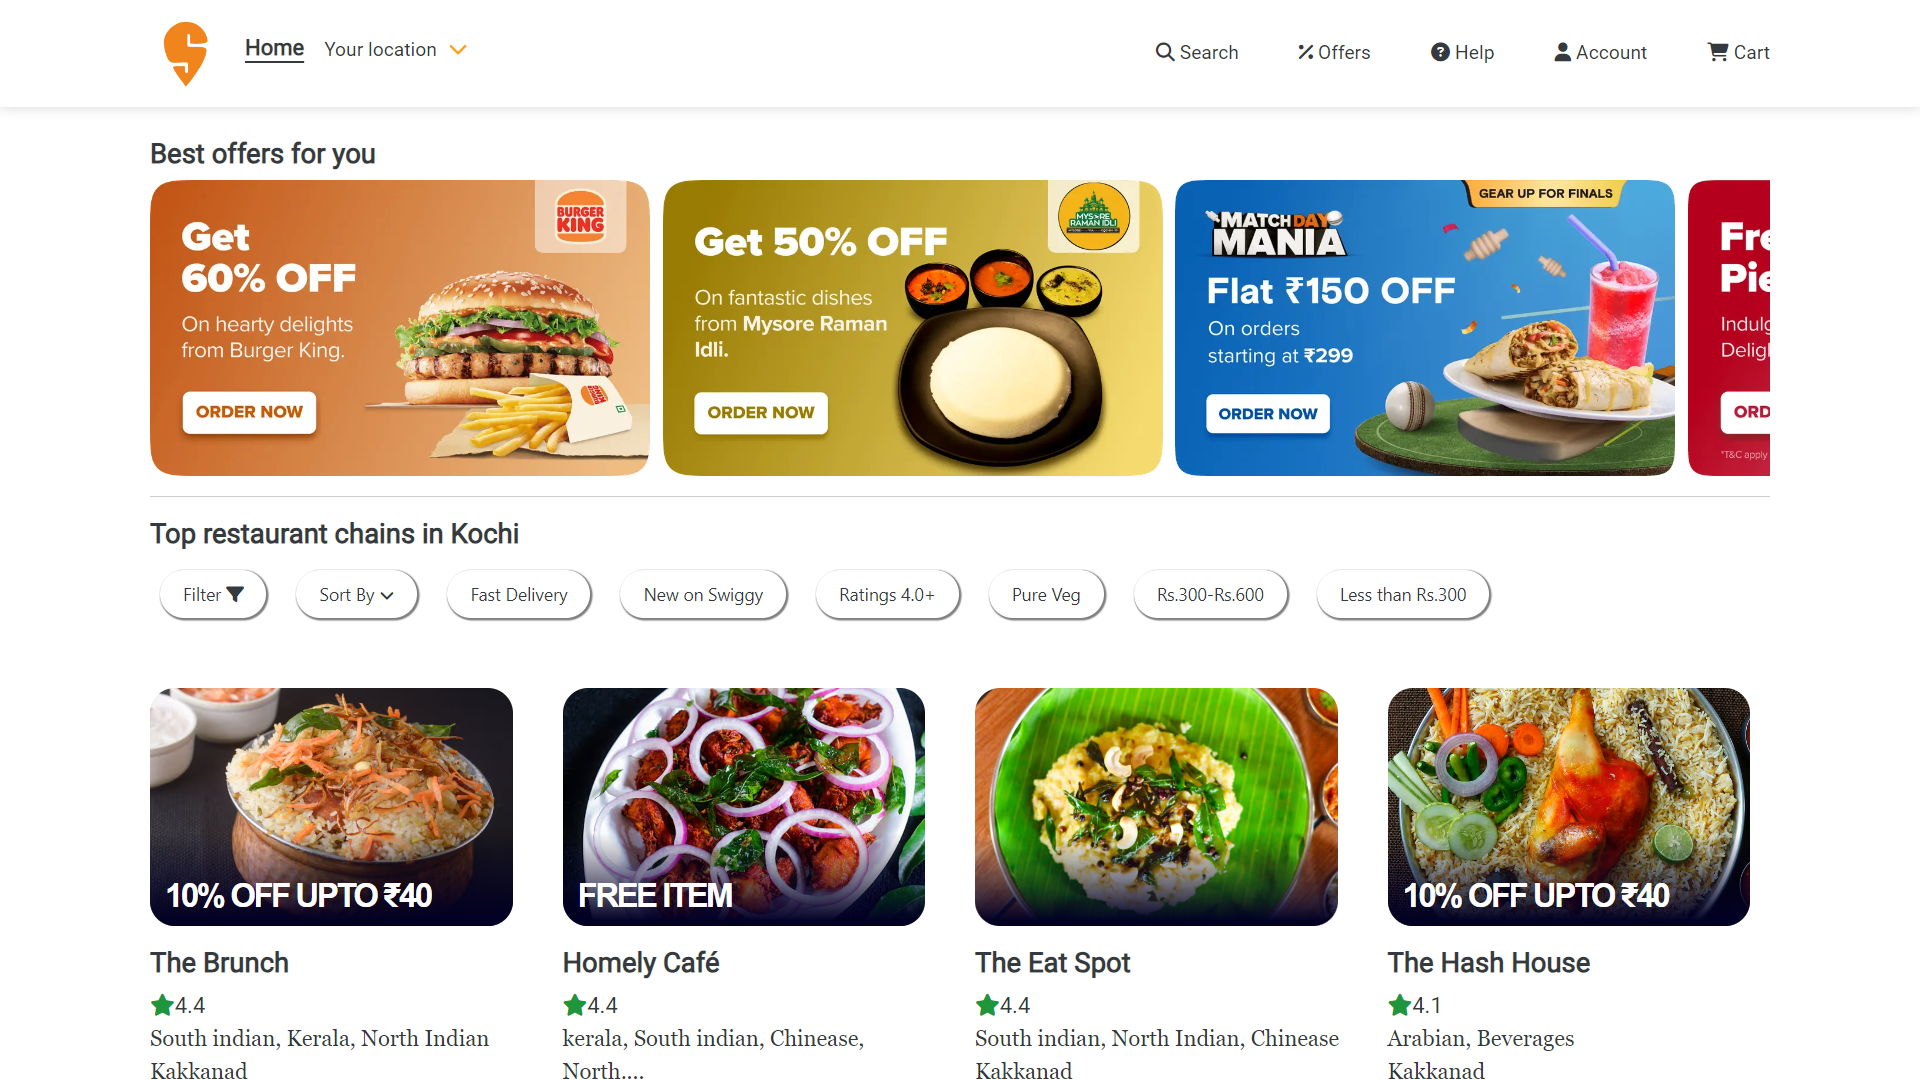 Home Your location
Search Offers Help Account Cart
Best offers for you
Get
60% OFF
On hearty delights
from Burger King.
ORDER NOW
BURGER
KING
Get 50% OFF
On fantastic dishes
from Mysore Raman
Idli.
ORDER NOW
MYSORE
RAMAN IDLI
GEAR UP FOR FINALS
MATCH DAY
MANIA
Flat ₹150 OFF
On orders
starting at ₹299
ORDER NOW
Fre
Pie
Indulg
Deligh
ORD
*T&C apply
Top restaurant chains in Kochi
Filter Sort By Fast Delivery New on Swiggy Ratings 4.0+ Pure Veg Rs.300-Rs.600 Less than Rs.300
10% OFF UPTO ₹40
The Brunch
4.4
South indian, Kerala, North Indian
Kakkanad
FREE ITEM
Homely Café
4.4
kerala, South indian, Chinease,
North....
The Eat Spot
4.4
South indian, North Indian, Chinease
Kakkanad
10% OFF UPTO ₹40
The Hash House
4.1
Arabian, Beverages
Kakkanad